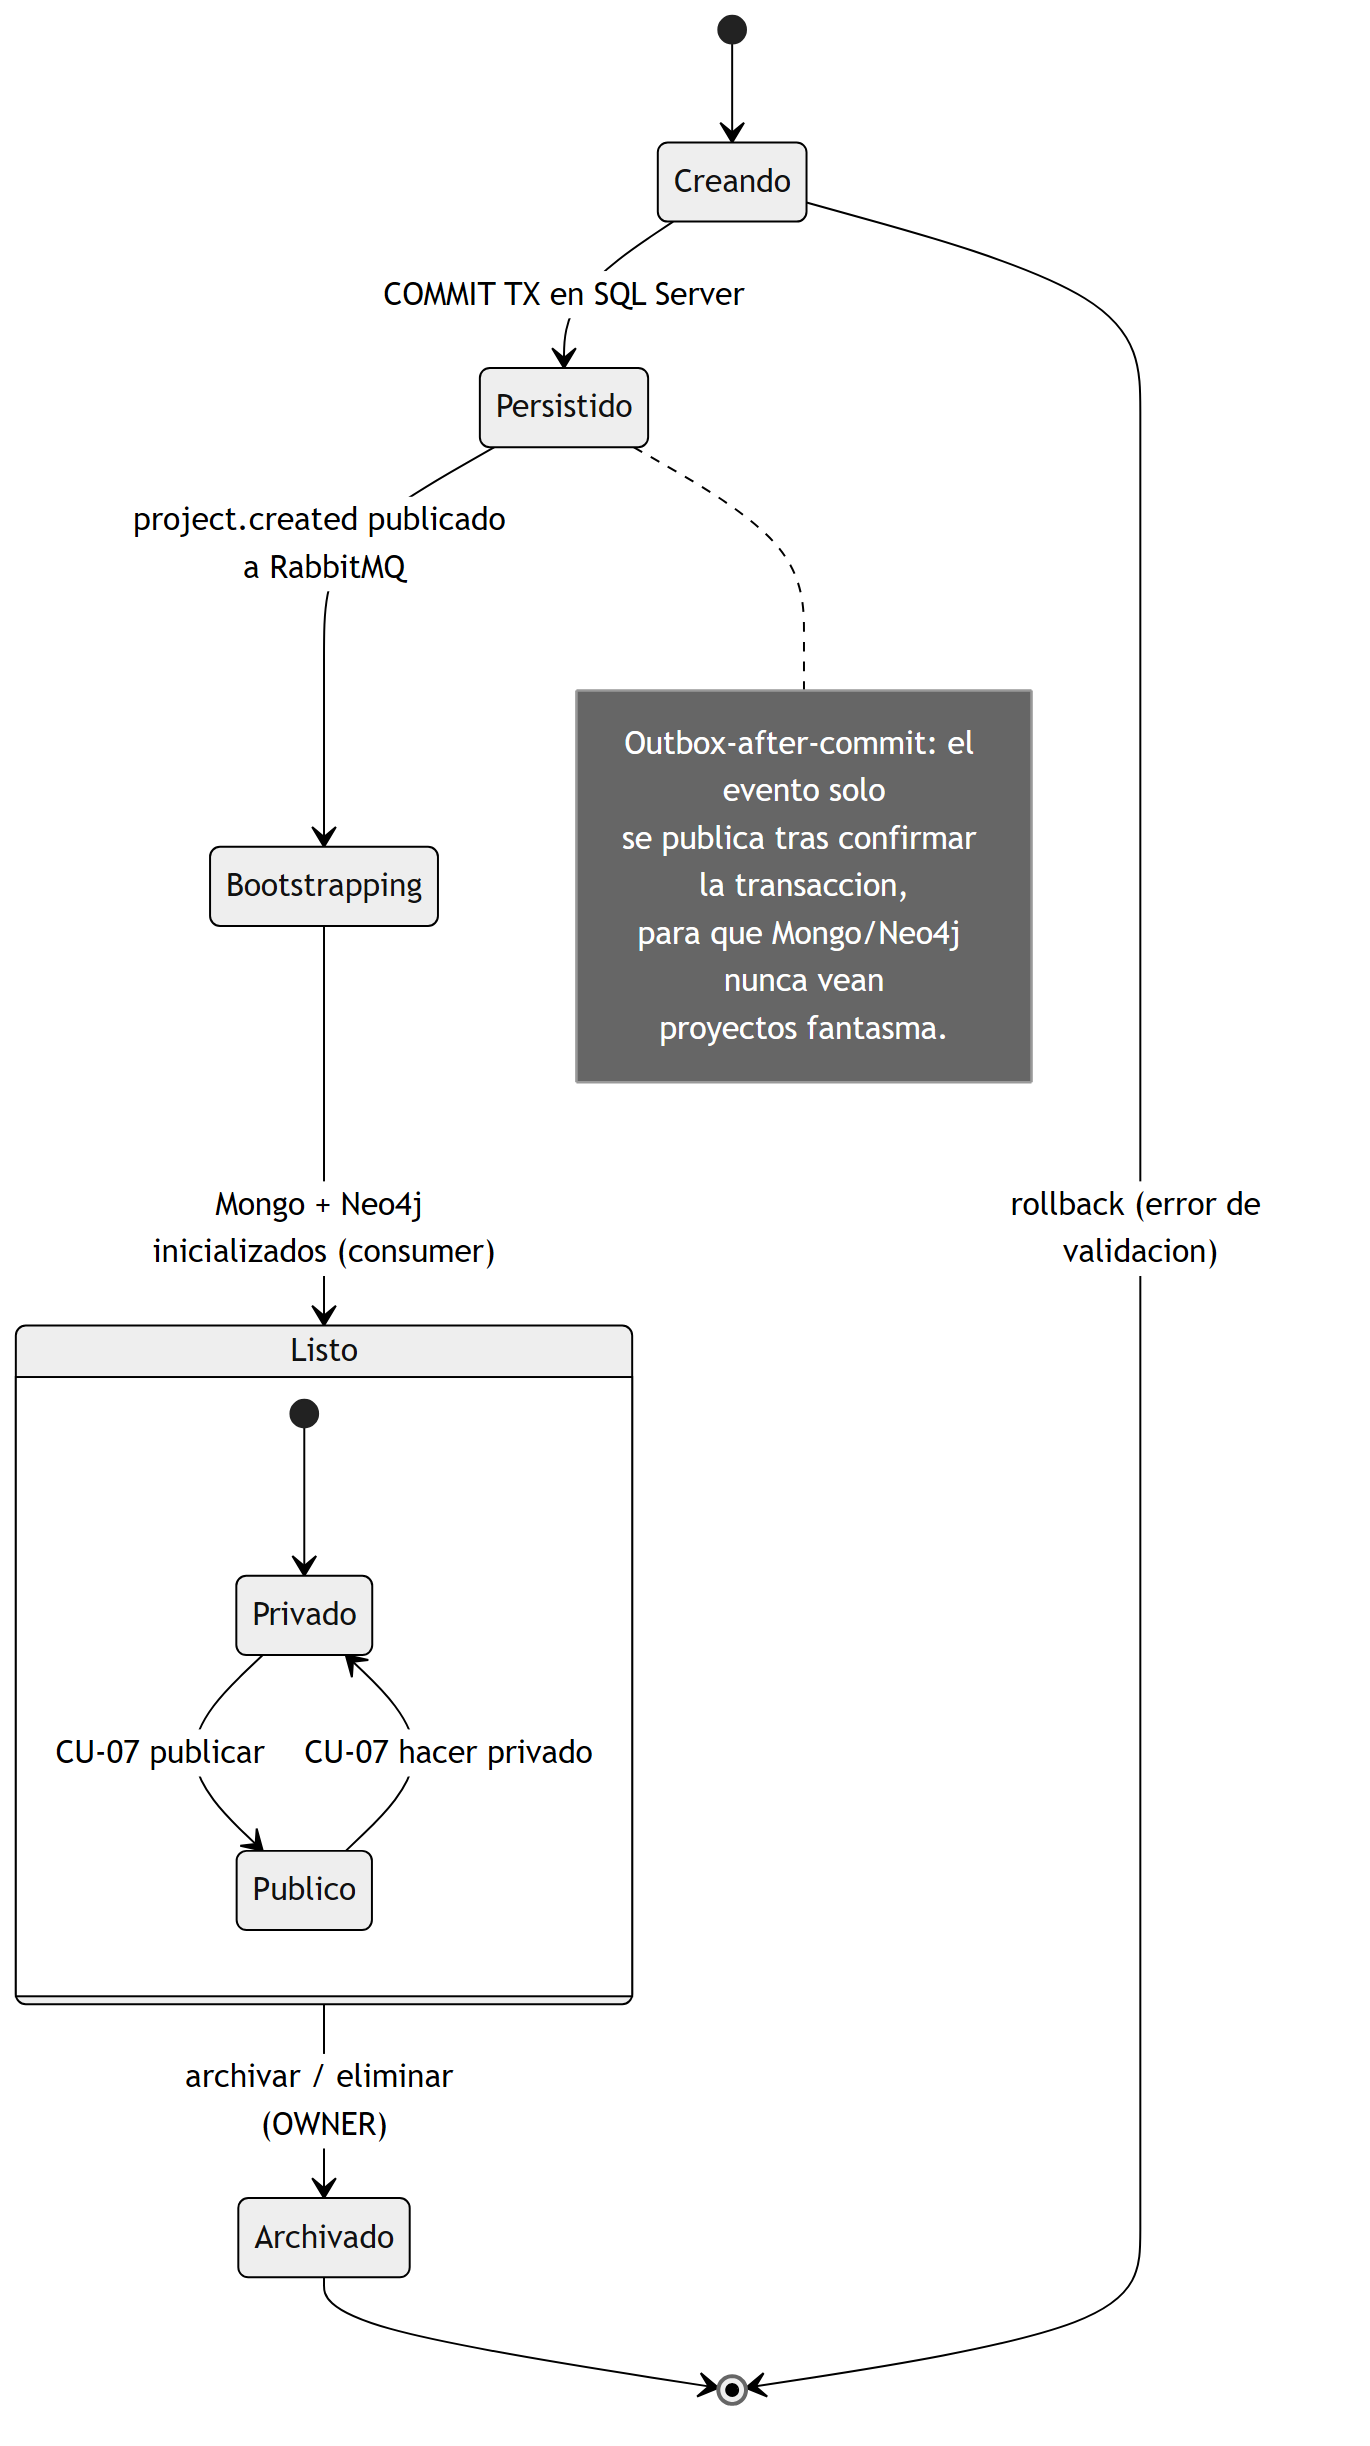 Creando
COMMIT TX en SQL Server
Persistido
project.created publicado
a RabbitMQ
Outbox-after-commit: el
evento solo
se publica tras confirmar
la transaccion,
para que Mongo/Neo4j
nunca vean
proyectos fantasma.
Bootstrapping
Mongo + Neo4j
inicializados (consumer)
rollback (error de
validacion)
Listo
Privado
CU-07 publicar
CU-07 hacer privado
Publico
archivar / eliminar
(OWNER)
Archivado